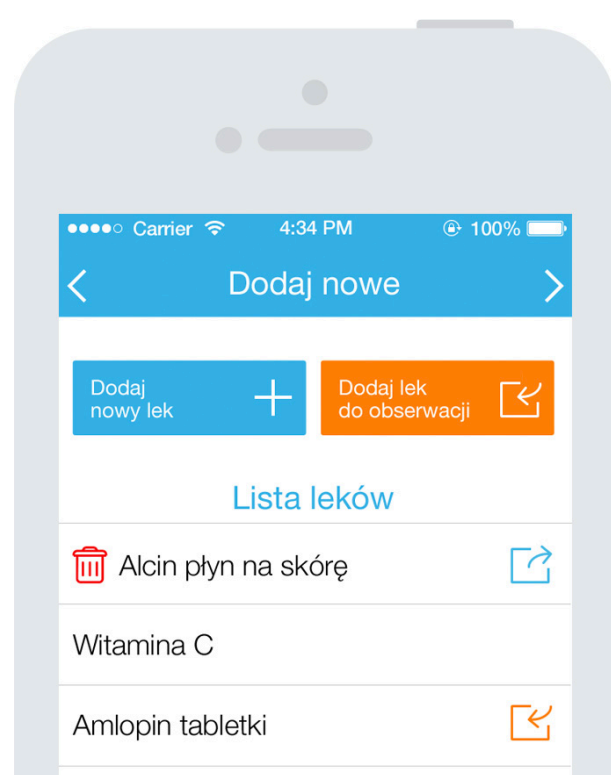 Carrier 4:34 PM 100%
Dodaj nowe
Dodaj
nowy lek
Dodaj lek
do obserwacji
Lista leków
Alcin płyn na skórę
Witamina C
Amlopin tabletki